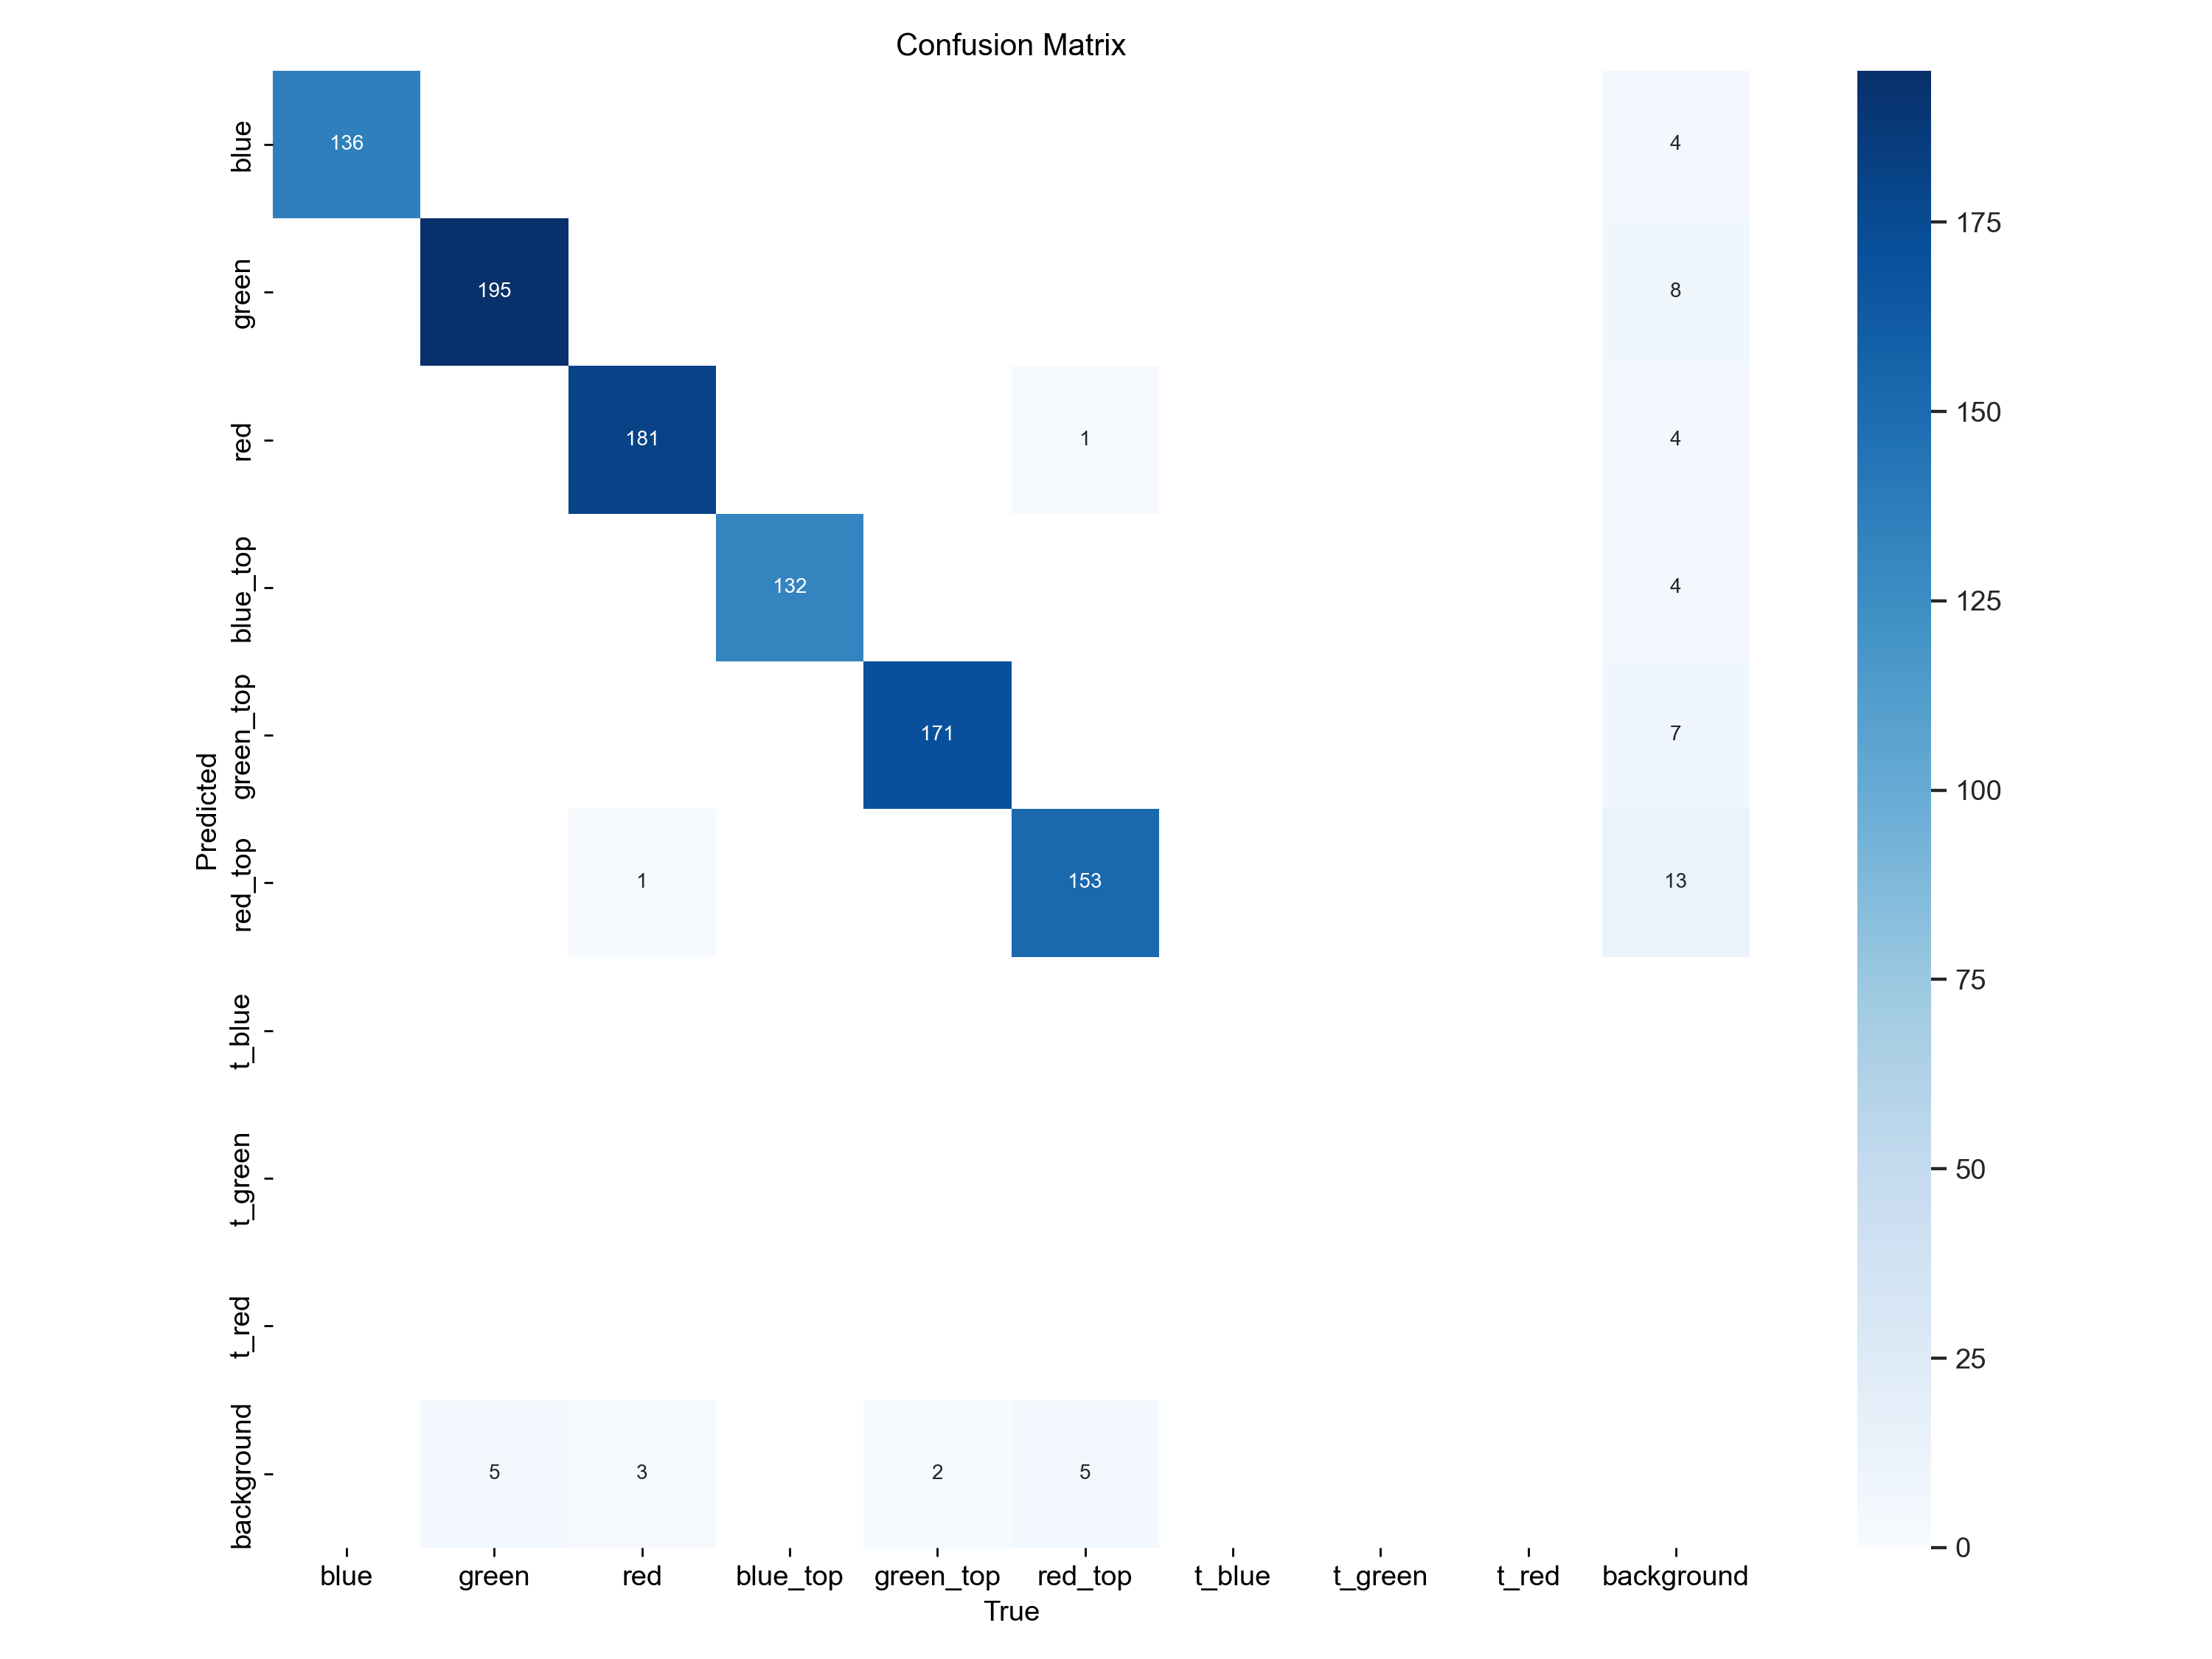 Confusion Matrix
blue
136
4
175
green
195
8
150
red
181
1
4
125
blue_top
132
4
100
green_top
171
7
75
Predicted
red_top
1
153
13
50
t_blue
t_green
25
t_red
background
5
3
2
5
0
blue green red blue_top green_top red_top t_blue t_green t_red background
True